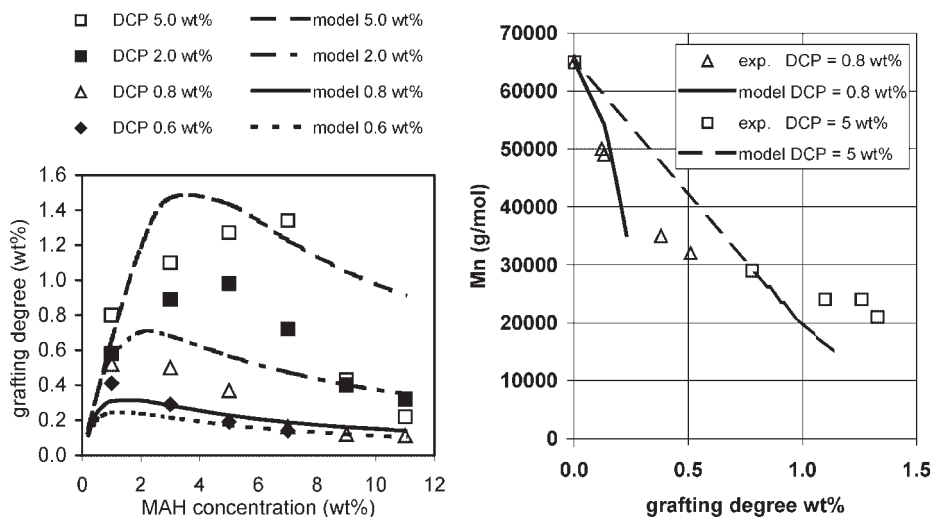 DCP 5.0 wt%
model 5.0 wt%
DCP 2.0 wt%
model 2.0 wt%
DCP 0.8 wt%
model 0.8 wt%
DCP 0.6 wt%
model 0.6 wt%
1.6
1.4
1.2
1.0
0.8
0.6
0.4
0.2
0.0
grafting degree (wt%)
0 2 4 6 8 10 12
MAH concentration (wt%)
70000
60000
50000
40000
30000
20000
10000
0
Mn (g/mol)
exp. DCP = 0.8 wt%
model DCP = 0.8 wt%
exp. DCP = 5 wt%
model DCP = 5 wt%
0.0 0.5 1.0 1.5
grafting degree wt%